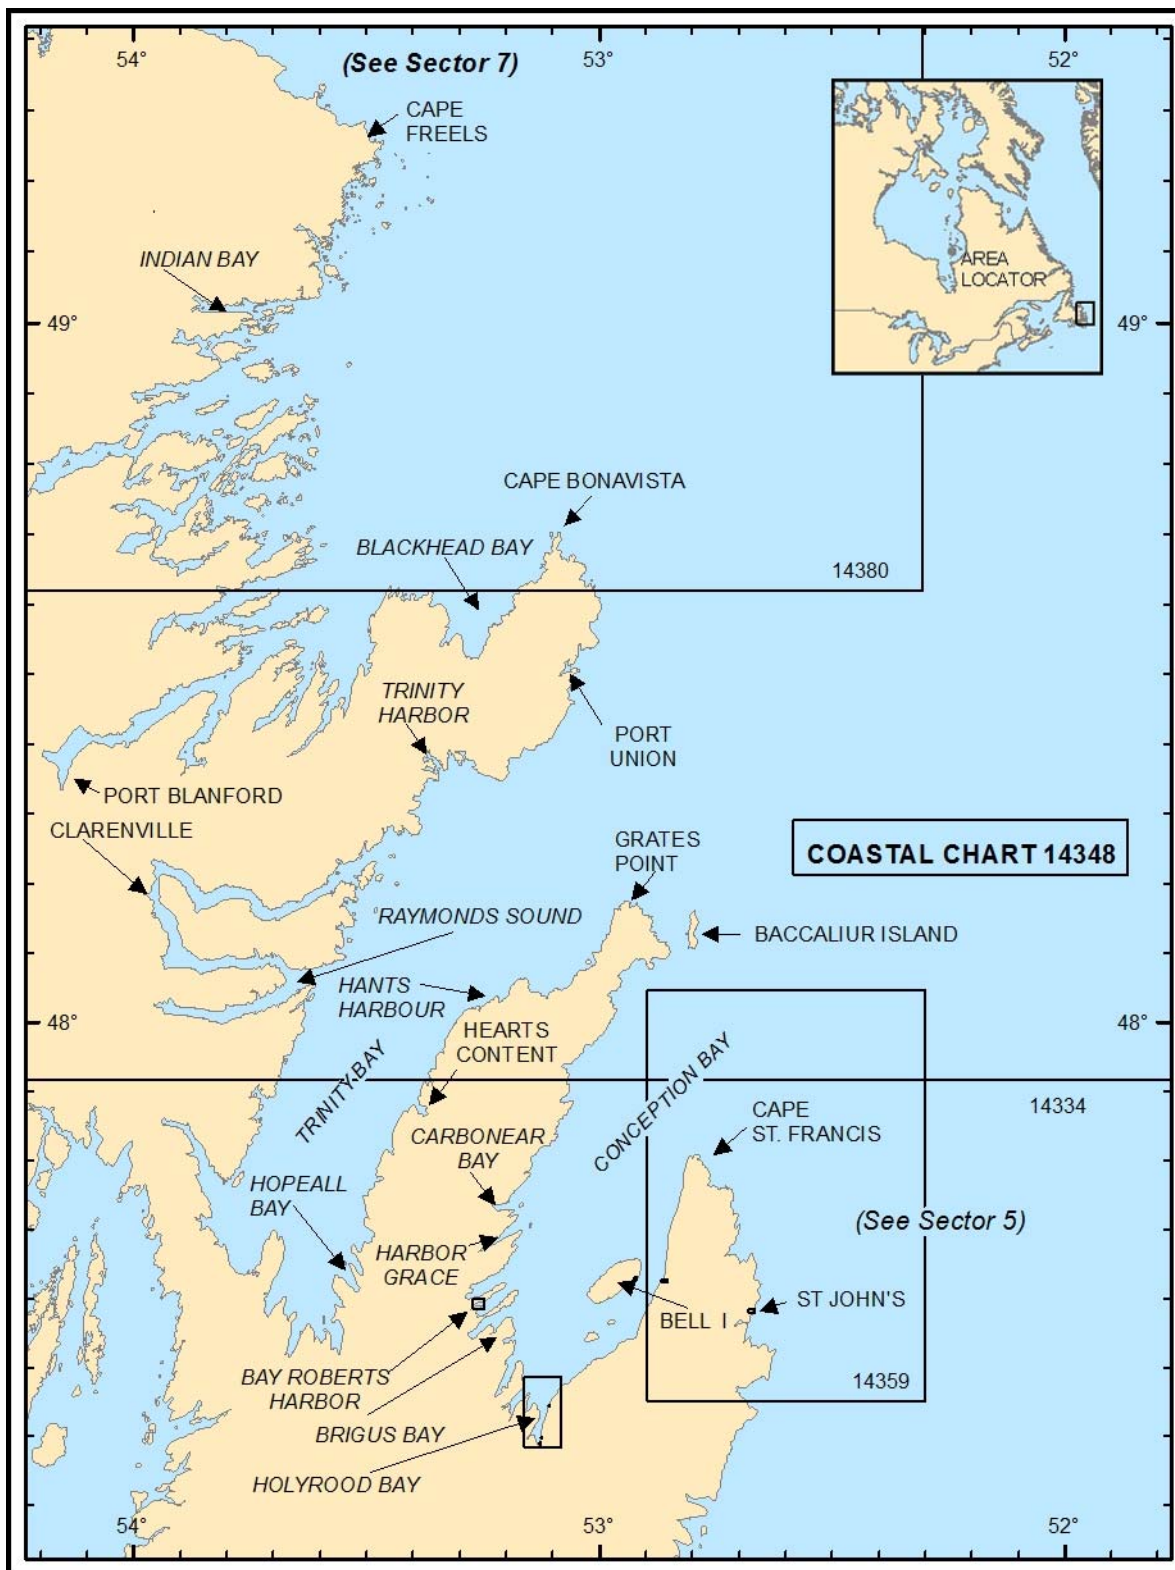 54°
(See Sector 7)
53°
52°
CAPE
FREELS
AREA
LOCATOR
INDIAN BAY
49°
49°
CAPE BONAVISTA
BLACKHEAD BAY
14380
TRINITY
HARBOR
PORT
UNION
PORT BLANFORD
CLARENVILLE
GRATES
POINT
COASTAL CHART 14348
RAYMONDS SOUND
BACCALIUR ISLAND
HANTS
HARBOUR
48°
48°
HEARTS
CONTENT
TRINITY BAY
CONCEPTION BAY
14334
CAPE
ST. FRANCIS
CARBONEAR
BAY
HOPEALL
BAY
(See Sector 5)
HARBOR
GRACE
BELL I
ST JOHN'S
BAY ROBERTS
HARBOR
14359
BRIGUS BAY
HOLYROOD BAY
54°
53°
52°